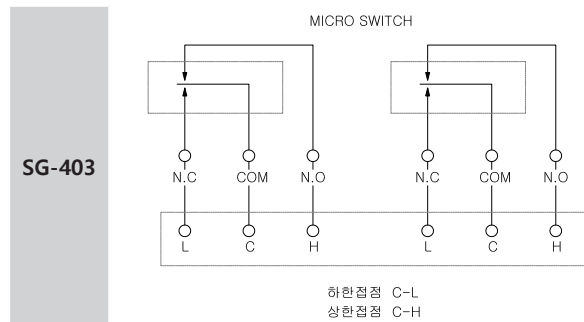 MICRO SWITCH
SG-403
N.C COM N.O N.C COM N.O
L C H L C H
하한접점 C-L
상한접점 C-H